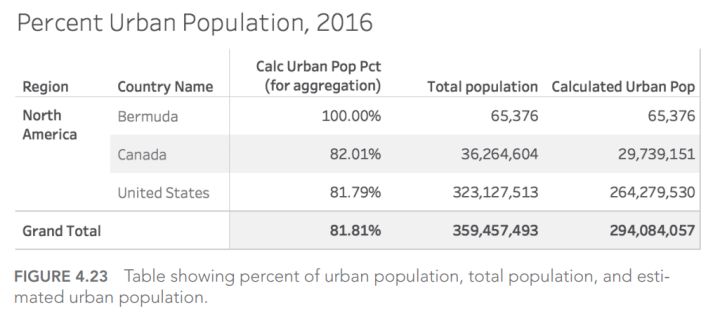 Percent Urban Population, 2016
Calc Urban Pop Pct
Region Country Name (for aggregation) Total population Calculated Urban Pop
North Bermuda 100.00% 65,376 65,376
America
Canada 82.01% 36,264,604 29,739,151
United States 81.79% 323,127,513 264,279,530
Grand Total 81.81% 359,457,493 294,084,057
FIGURE 4.23 Table showing percent of urban population, total population, and esti-
mated urban population.